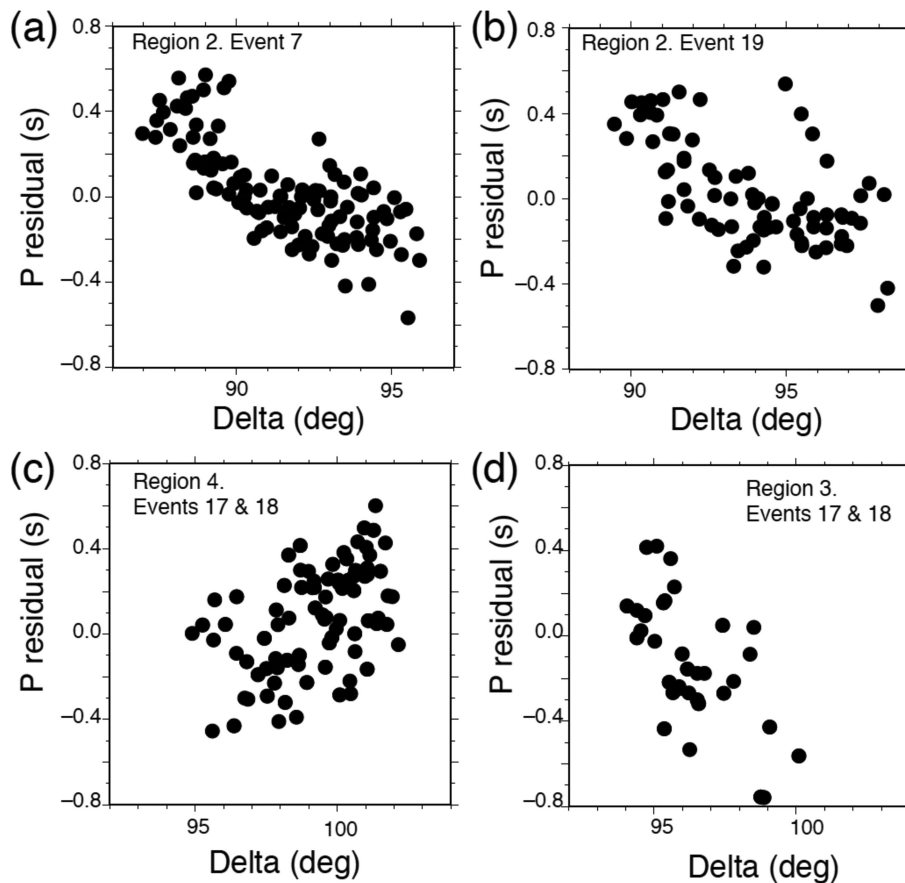 (a)
Region 2. Event 7
P residual (s)
0.8
0.4
0.0
–0.4
–0.8
90
95
Delta (deg)
(b)
Region 2. Event 19
P residual (s)
0.8
0.4
0.0
–0.4
–0.8
90
95
Delta (deg)
(c)
Region 4.
Events 17 & 18
P residual (s)
0.8
0.4
0.0
–0.4
–0.8
95
100
Delta (deg)
(d)
Region 3.
Events 17 & 18
P residual (s)
0.8
0.4
0.0
–0.4
–0.8
95
100
Delta (deg)